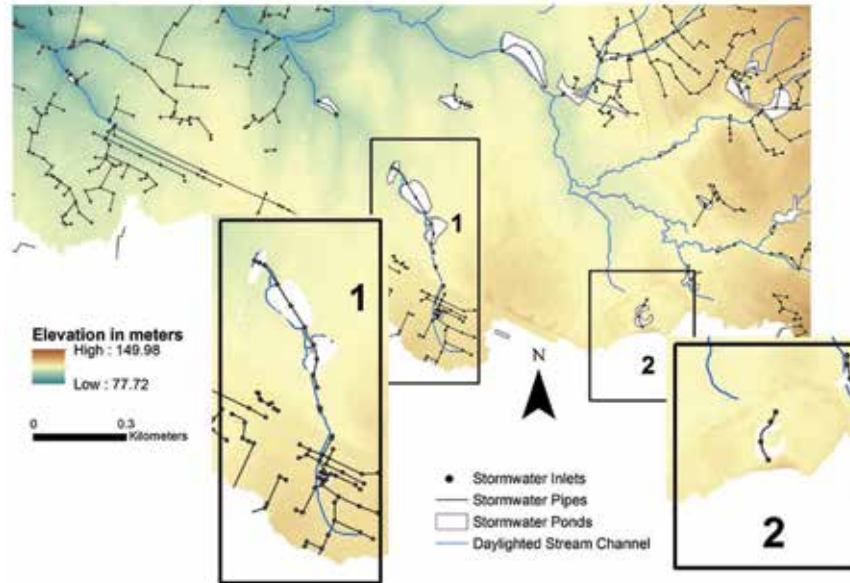 1
1
Elevation in meters
High : 149.98
Low : 77.72
0 0.3
Kilometers
N
2
2
Stormwater Inlets
Stormwater Pipes
Stormwater Ponds
Daylighted Stream Channel